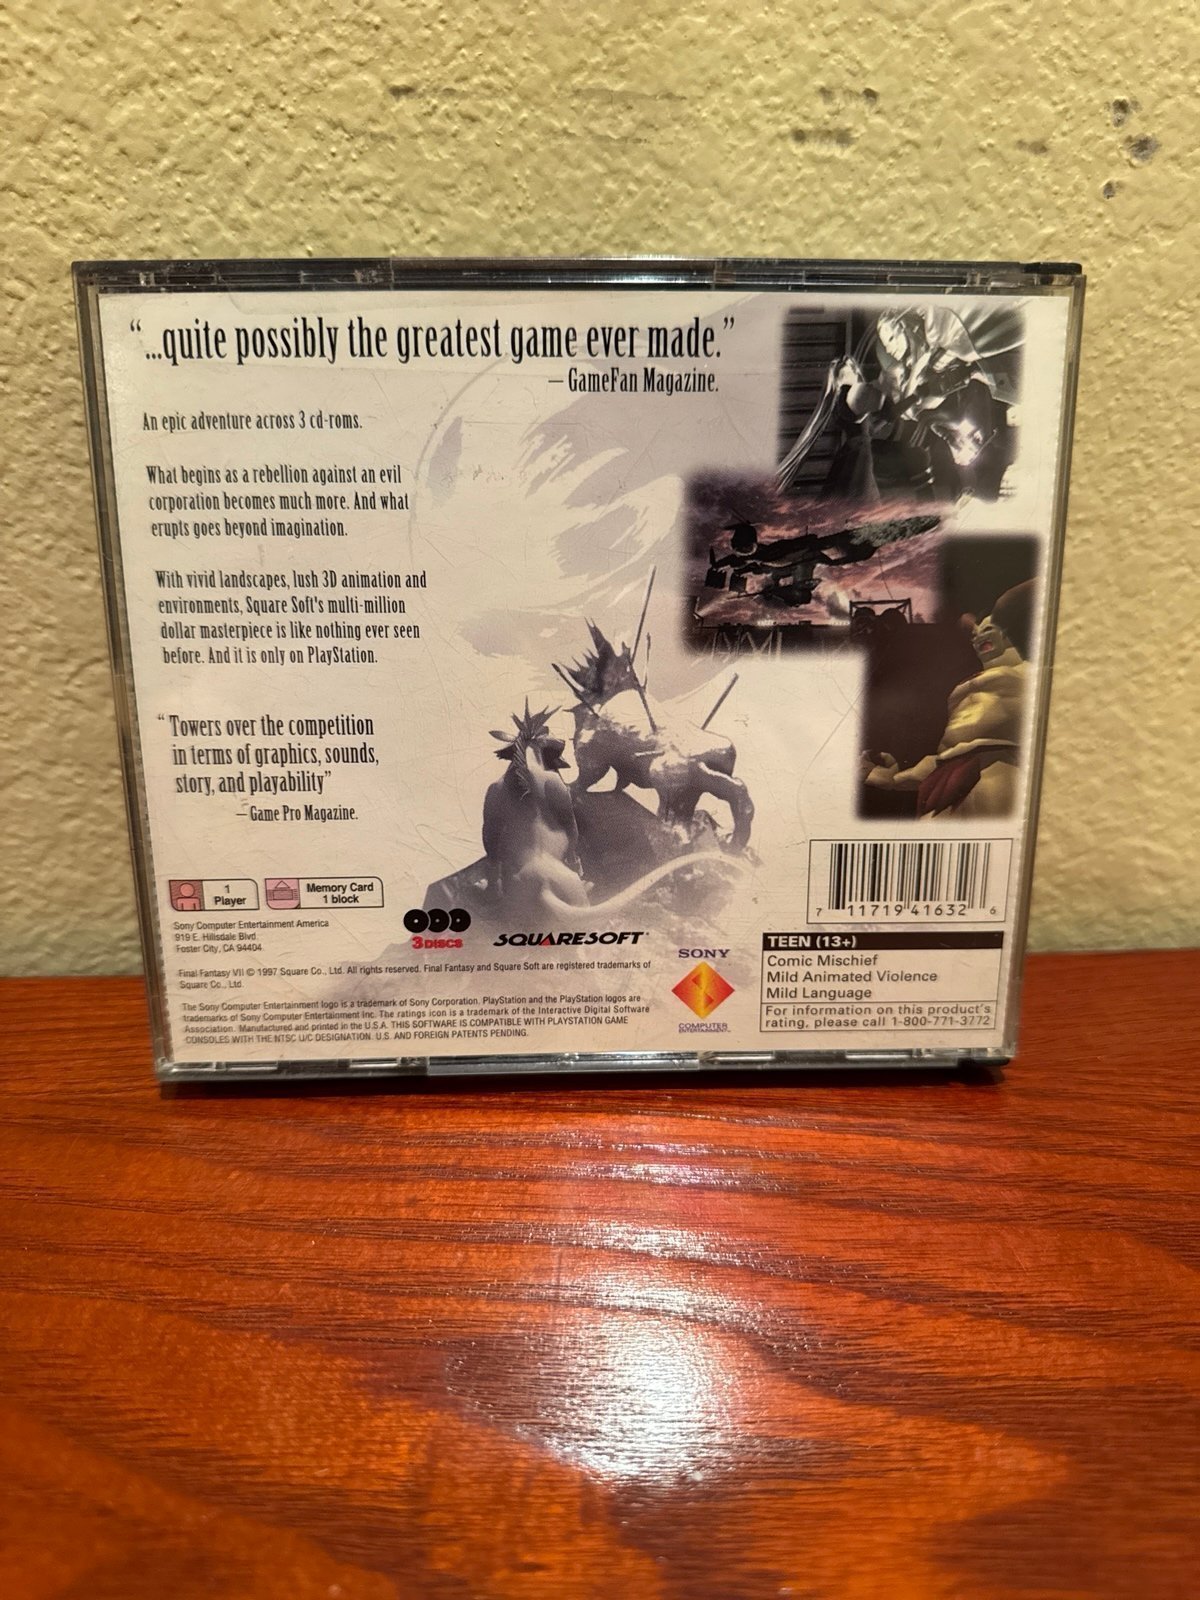 “...quite possibly the greatest game ever made.”
– GameFan Magazine.
An epic adventure across 3 cd-roms.
What begins as a rebellion against an evil
corporation becomes much more. And what
erupts goes beyond imagination.
With vivid landscapes, lush 3D animation and
environments, Square Soft's multi-million
dollar masterpiece is like nothing ever seen
before. And it is only on PlayStation.
“Towers over the competition
in terms of graphics, sounds,
story, and playability”
– Game Pro Magazine.
1
Player
Memory Card
1 block
Sony Computer Entertainment America
919 E. Hillsdale Blvd.
Foster City, CA 94404
3 DISCS
SQUARESOFT
Final Fantasy VII © 1997 Square Co., Ltd. All rights reserved. Final Fantasy and Square Soft are registered trademarks of
Square Co., Ltd.
The Sony Computer Entertainment logo is a trademark of Sony Corporation. PlayStation and the PlayStation logos are
trademarks of Sony Computer Entertainment Inc. The ratings icon is a trademark of the Interactive Digital Software
Association. Manufactured and printed in the U.S.A. THIS SOFTWARE IS COMPATIBLE WITH PLAYSTATION GAME
CONSOLES WITH THE NTSC U/C DESIGNATION. U.S. AND FOREIGN PATENTS PENDING.
SONY
COMPUTER
ENTERTAINMENT
7 11719 41632 6
TEEN (13+)
Comic Mischief
Mild Animated Violence
Mild Language
For information on this product's
rating, please call 1-800-771-3772